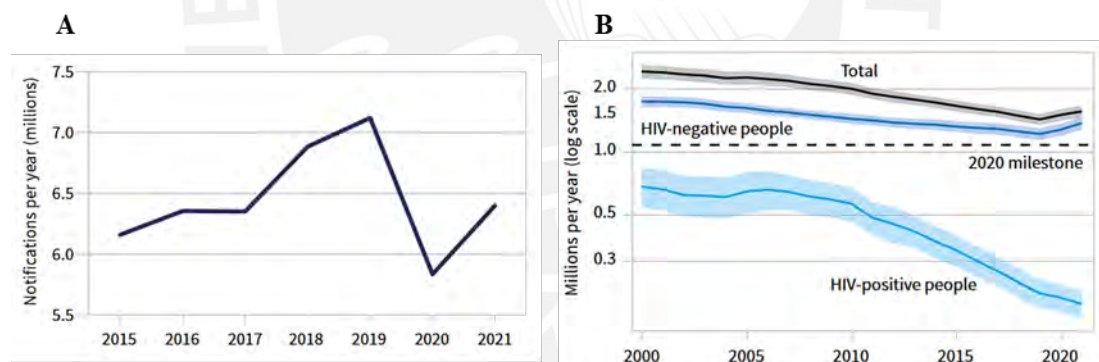 A
Notifications per year (millions)
7.5
7.0
6.5
6.0
5.5
2015 2016 2017 2018 2019 2020 2021
B
Millions per year (log scale)
2.0
1.5
1.0
0.5
0.3
Total
HIV-negative people
2020 milestone
HIV-positive people
2000 2005 2010 2015 2020